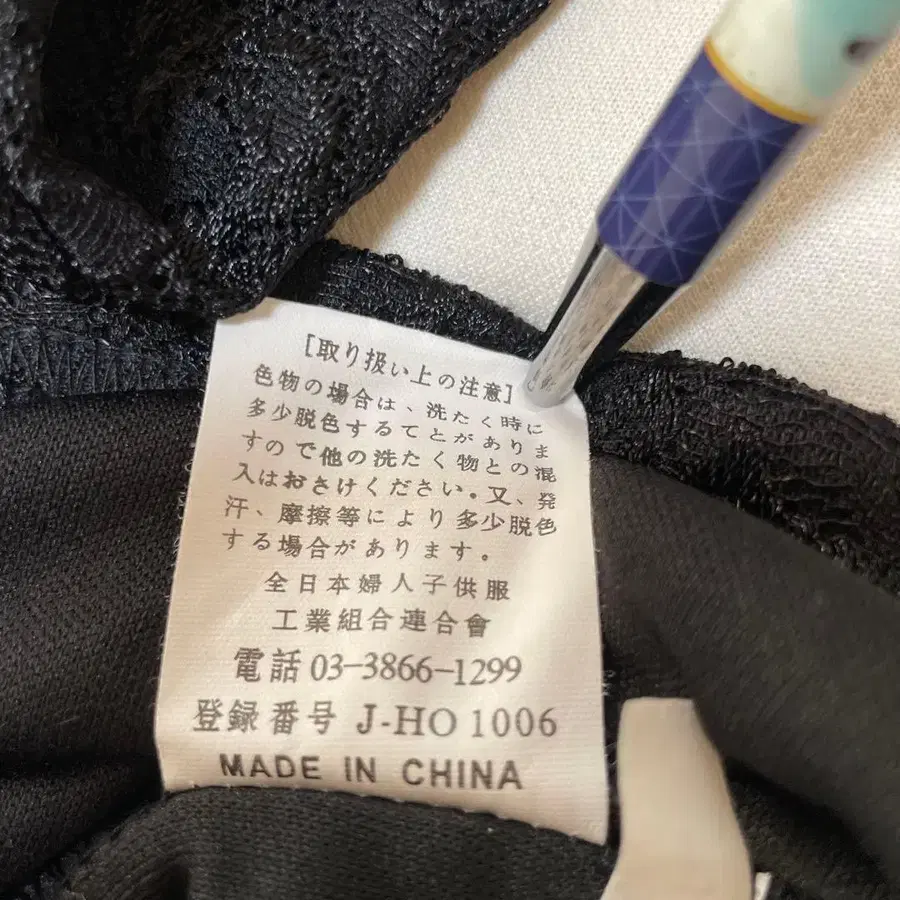 [取り扱い上の注意]
色物の場合は、洗たく時に
多少脱色するてとがありま
すので他の洗たく物との混
入はおさけください。又、発
汗、摩擦等により多少脱色
する場合があります。
全日本婦人子供服
工業組合連合會
電話 03-3866-1299
登録番号 J-HO 1006
MADE IN CHINA